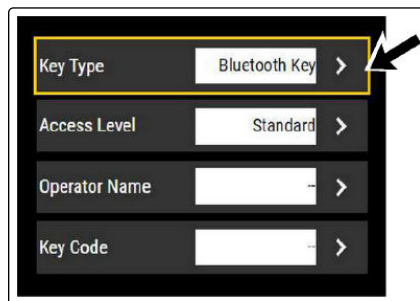 Key Type Bluetooth Key
Access Level Standard
Operator Name --
Key Code --